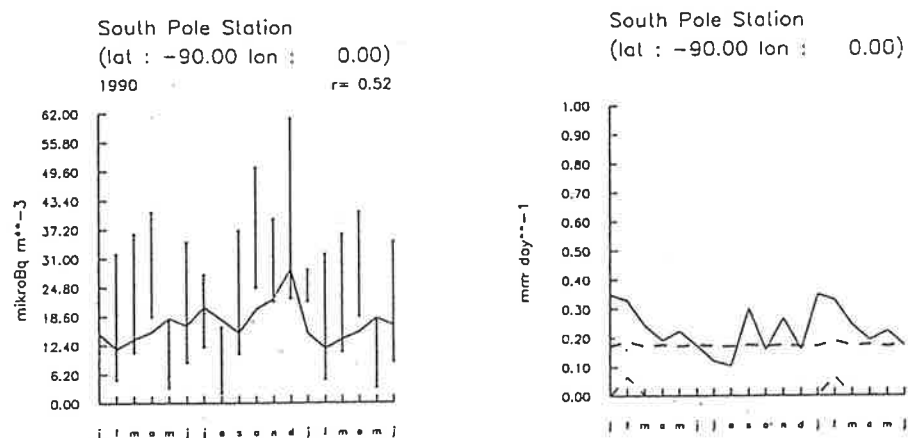 South Pole Station
(lat : -90.00 lon : 0.00)
1990 r= 0.52
62.00
55.80
49.60
43.40
37.20
31.00
24.80
18.60
12.40
6.20
0.00
mikroBq m**-3
j f m a m j j a s o n d j f m a m j
South Pole Station
(lat : -90.00 lon : 0.00)
1.00
0.90
0.80
0.70
0.60
0.50
0.40
0.30
0.20
0.10
0.00
mm day**-1
j f m a m j j a s o n d j f m a m j